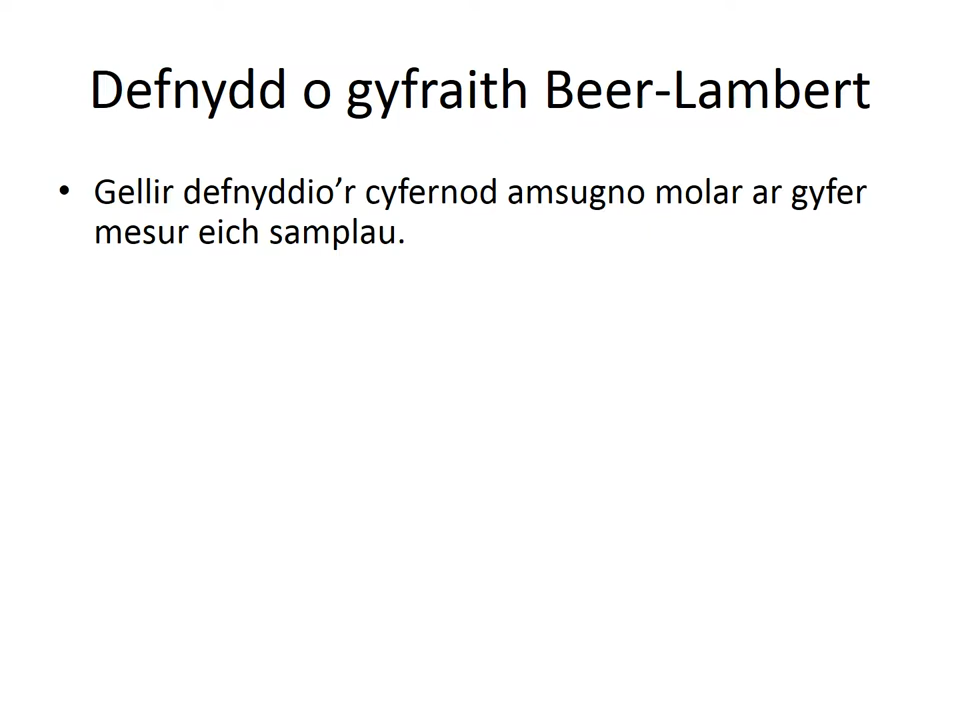 Defnydd o gyfraith Beer-Lambert
• Gellir defnyddio’r cyfernod amsugno molar ar gyfer
mesur eich samplau.